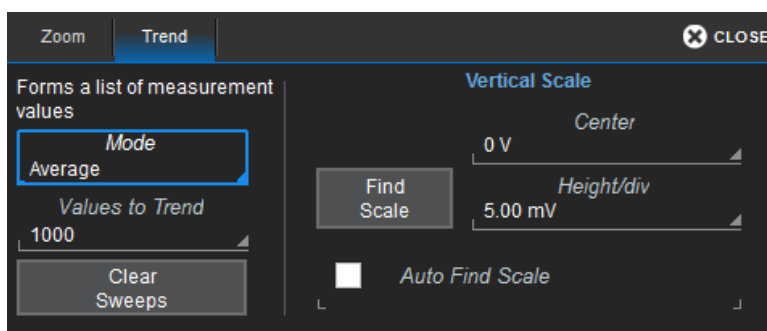 Zoom
Trend
CLOSE
Forms a list of measurement
values
Mode
Average
Values to Trend
1000
Clear
Sweeps
Vertical Scale
Center
0 V
Find
Scale
Height/div
5.00 mV
Auto Find Scale